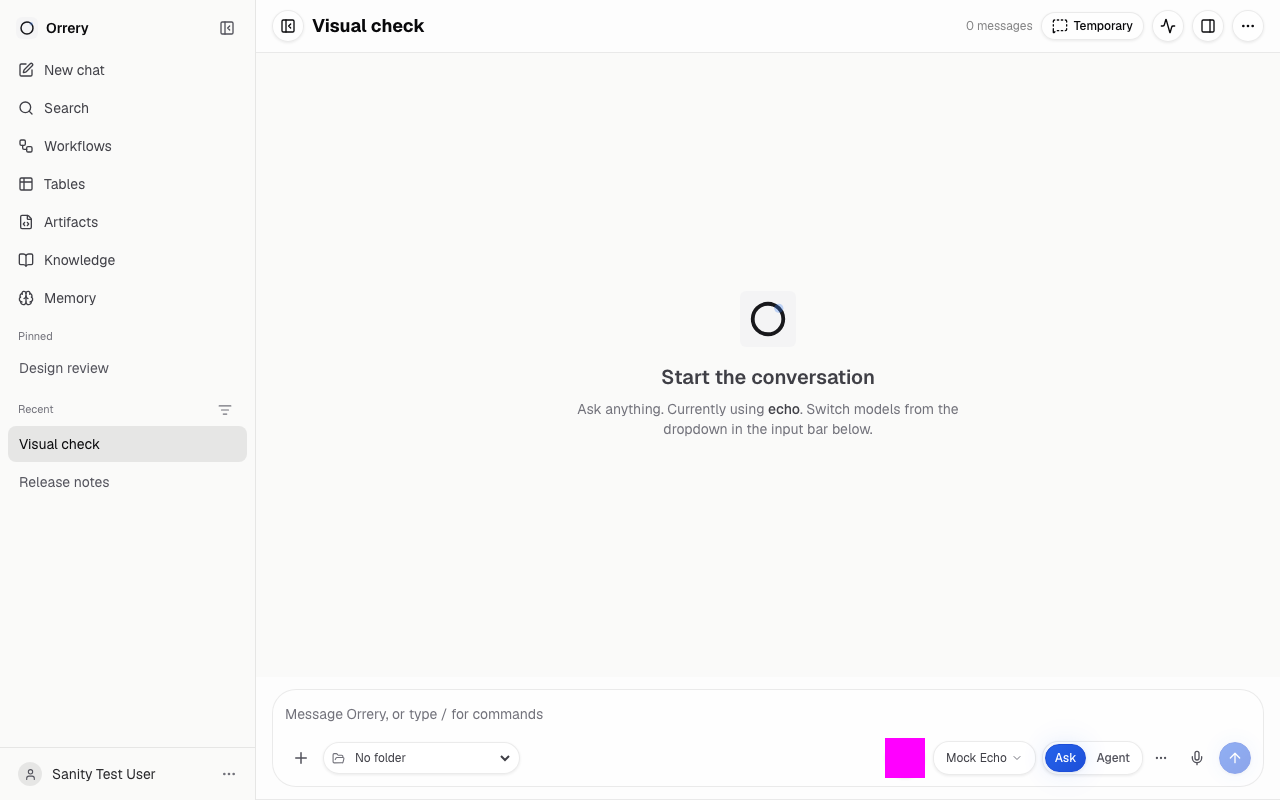 Orrery
New chat
Search
Workflows
Tables
Artifacts
Knowledge
Memory
Pinned
Design review
Recent
Visual check
Release notes
Sanity Test User
Visual check
0 messages
Temporary
Start the conversation
Ask anything. Currently using echo. Switch models from the
dropdown in the input bar below.
Message Orrery, or type / for commands
No folder
Mock Echo
Ask
Agent